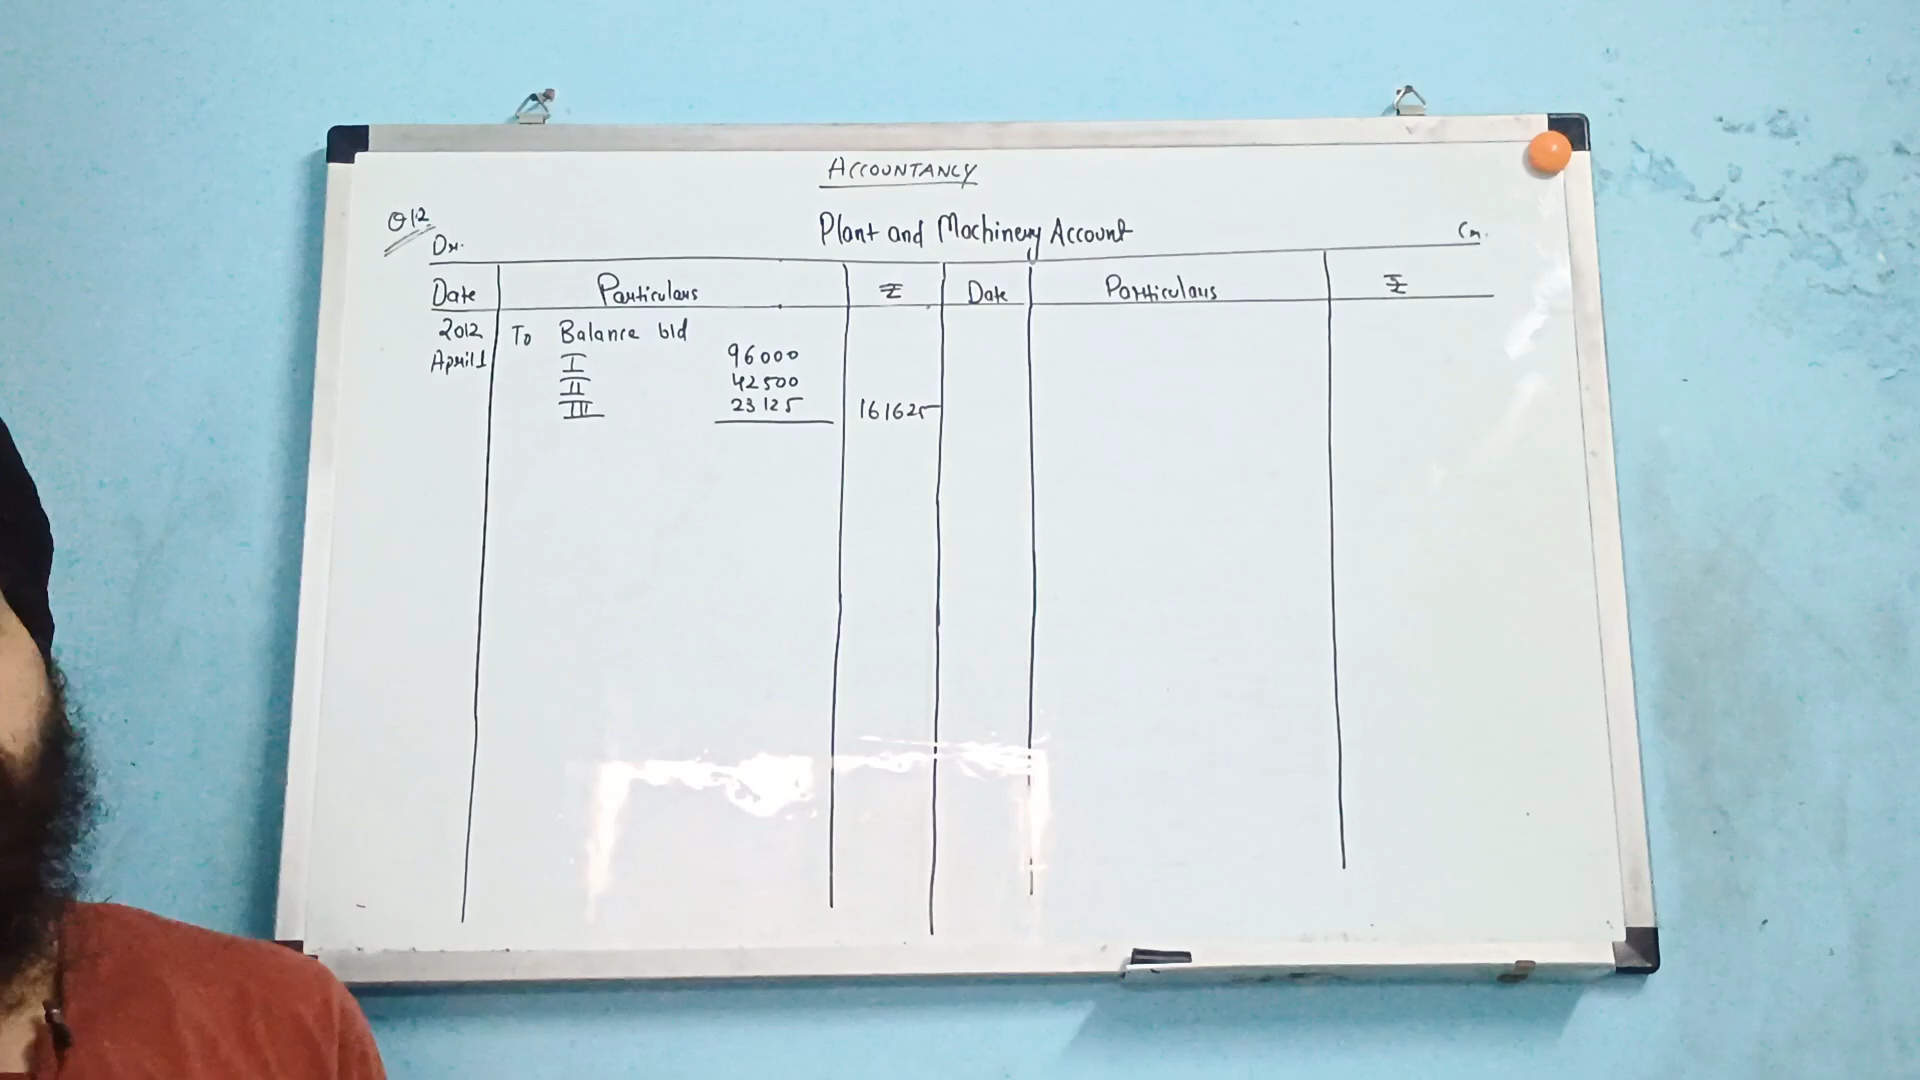 ACCOUNTANCY
Q12
Plant and Machinery Account
Dr.
Cr.
Date Particulars ₹ Date Particulars ₹
2012 To Balance b/d
April 1 I 96000
II 42500
III 23125 161625